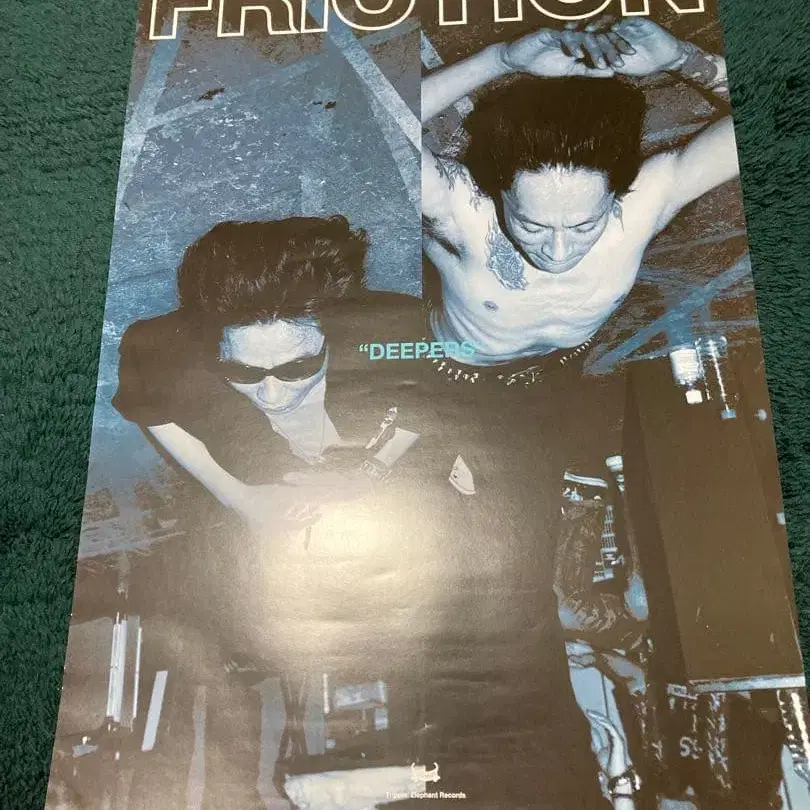 FRICTION
“DEEPERS
Trippin' Elephant Records